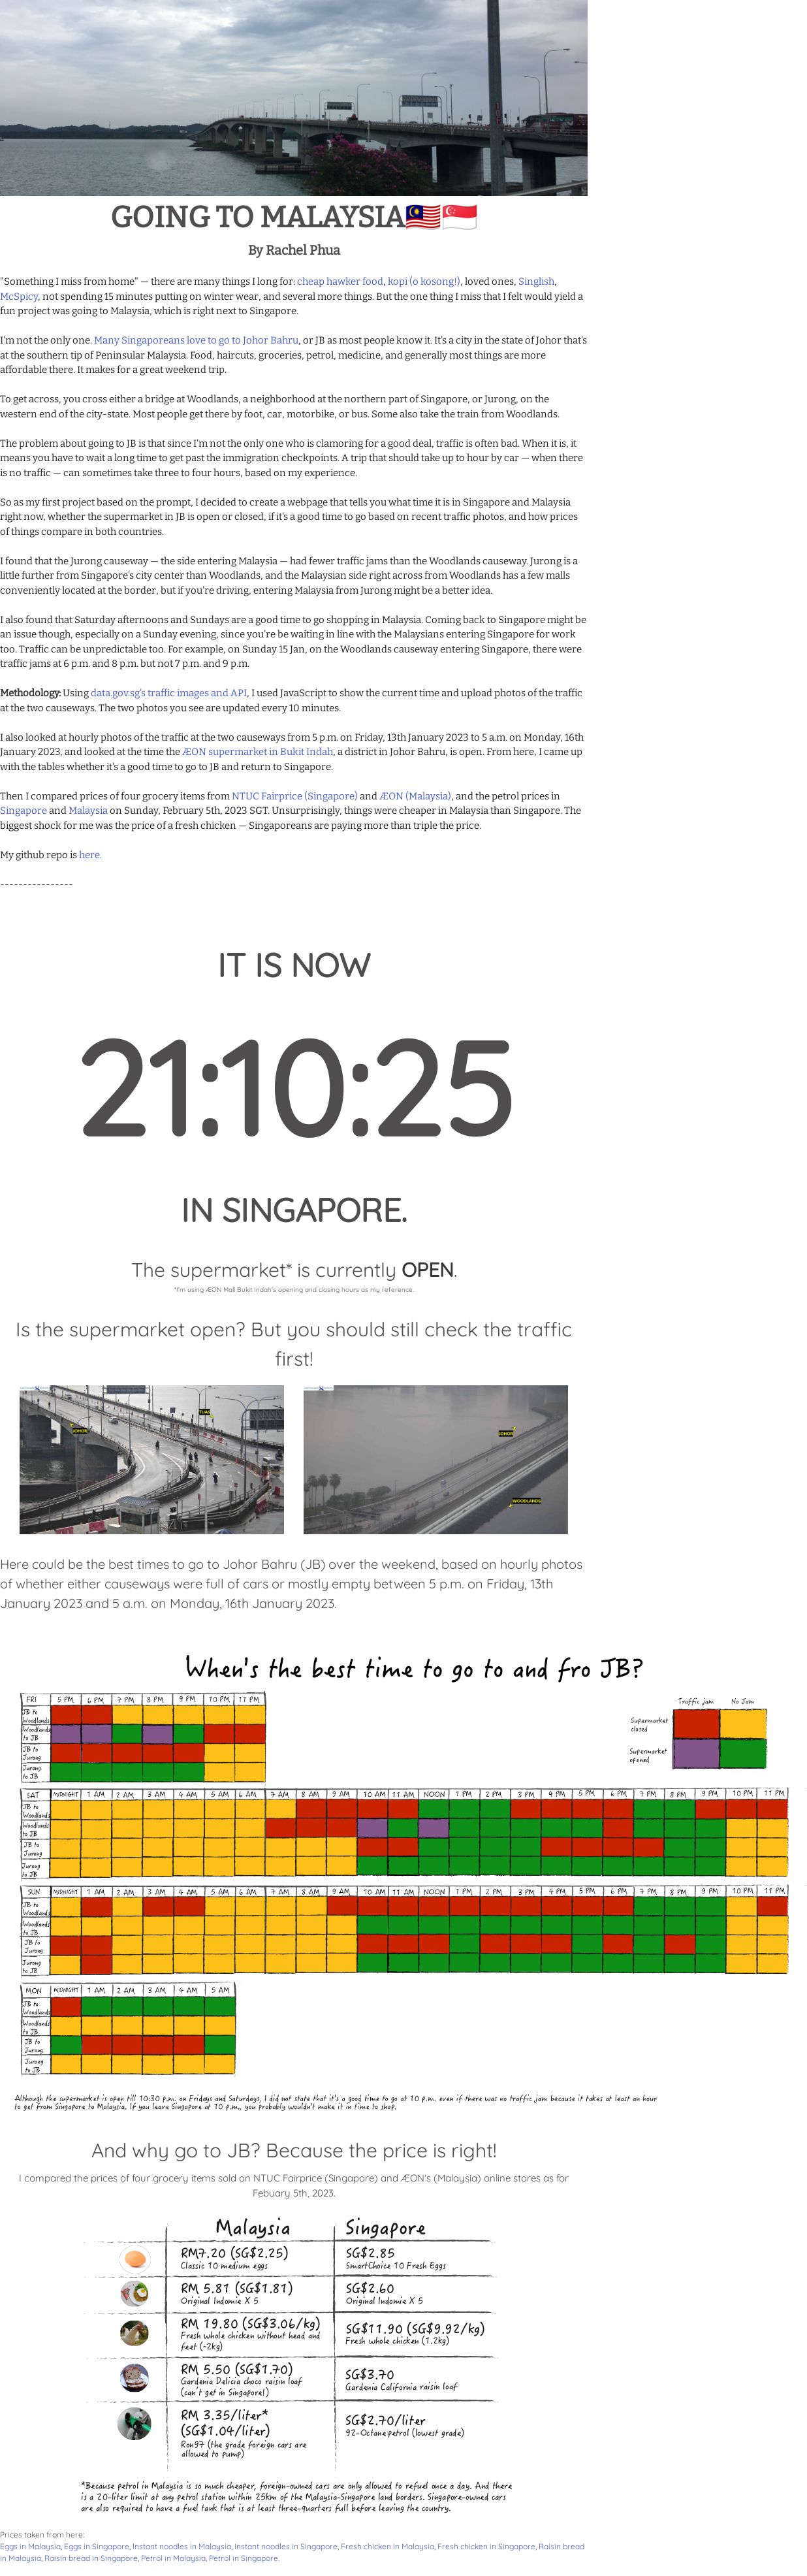 GOING TO MALAYSIA🇲🇾🇸🇬
By Rachel Phua
"Something I miss from home" — there are many things I long for: cheap hawker food, kopi (o kosong!), loved ones, Singlish,
McSpicy, not spending 15 minutes putting on winter wear, and several more things. But the one thing I miss that I felt would yield a
fun project was going to Malaysia, which is right next to Singapore.
I'm not the only one. Many Singaporeans love to go to Johor Bahru, or JB as most people know it. It's a city in the state of Johor that's
at the southern tip of Peninsular Malaysia. Food, haircuts, groceries, petrol, medicine, and generally most things are more
affordable there. It makes for a great weekend trip.
To get across, you cross either a bridge at Woodlands, a neighborhood at the northern part of Singapore, or Jurong, on the
western end of the city-state. Most people get there by foot, car, motorbike, or bus. Some also take the train from Woodlands.
The problem about going to JB is that since I'm not the only one who is clamoring for a good deal, traffic is often bad. When it is, it
means you have to wait a long time to get past the immigration checkpoints. A trip that should take up to hour by car — when there
is no traffic — can sometimes take three to four hours, based on my experience.
So as my first project based on the prompt, I decided to create a webpage that tells you what time it is in Singapore and Malaysia
right now, whether the supermarket in JB is open or closed, if it's a good time to go based on recent traffic photos, and how prices
of things compare in both countries.
I found that the Jurong causeway — the side entering Malaysia — had fewer traffic jams than the Woodlands causeway. Jurong is a
little further from Singapore's city center than Woodlands, and the Malaysian side right across from Woodlands has a few malls
conveniently located at the border, but if you're driving, entering Malaysia from Jurong might be a better idea.
I also found that Saturday afternoons and Sundays are a good time to go shopping in Malaysia. Coming back to Singapore might be
an issue though, especially on a Sunday evening, since you're be waiting in line with the Malaysians entering Singapore for work
too. Traffic can be unpredictable too. For example, on Sunday 15 Jan, on the Woodlands causeway entering Singapore, there were
traffic jams at 6 p.m. and 8 p.m. but not 7 p.m. and 9 p.m.
Methodology: Using data.gov.sg's traffic images and API, I used JavaScript to show the current time and upload photos of the traffic
at the two causeways. The two photos you see are updated every 10 minutes.
I also looked at hourly photos of the traffic at the two causeways from 5 p.m. on Friday, 13th January 2023 to 5 a.m. on Monday, 16th
January 2023, and looked at the time the ÆON supermarket in Bukit Indah, a district in Johor Bahru, is open. From here, I came up
with the tables whether it's a good time to go to JB and return to Singapore.
Then I compared prices of four grocery items from NTUC Fairprice (Singapore) and ÆON (Malaysia), and the petrol prices in
Singapore and Malaysia on Sunday, February 5th, 2023 SGT. Unsurprisingly, things were cheaper in Malaysia than Singapore. The
biggest shock for me was the price of a fresh chicken — Singaporeans are paying more than triple the price.
My github repo is here.
----------------
IT IS NOW
21:10:25
IN SINGAPORE.
The supermarket* is currently OPEN.
*I'm using ÆON Mall Bukit Indah's opening and closing hours as my reference.
Is the supermarket open? But you should still check the traffic
first!
JOHOR TUAS
JOHOR
WOODLANDS
Here could be the best times to go to Johor Bahru (JB) over the weekend, based on hourly photos
of whether either causeways were full of cars or mostly empty between 5 p.m. on Friday, 13th
January 2023 and 5 a.m. on Monday, 16th January 2023.
When's the best time to go to and fro JB?
Traffic jam No Jam
Supermarket
closed
Supermarket
opened
FRI 5 PM 6 PM 7 PM 8 PM 9 PM 10 PM 11 PM
JB to
Woodlands
Woodlands
to JB
JB to
Jurong
Jurong
to JB
SAT MIDNIGHT 1 AM 2 AM 3 AM 4 AM 5 AM 6 AM 7 AM 8 AM 9 AM 10 AM 11 AM NOON 1 PM 2 PM 3 PM 4 PM 5 PM 6 PM 7 PM 8 PM 9 PM 10 PM 11 PM
JB to
Woodlands
Woodlands
to JB
JB to
Jurong
Jurong
to JB
SUN MIDNIGHT 1 AM 2 AM 3 AM 4 AM 5 AM 6 AM 7 AM 8 AM 9 AM 10 AM 11 AM NOON 1 PM 2 PM 3 PM 4 PM 5 PM 6 PM 7 PM 8 PM 9 PM 10 PM 11 PM
JB to
Woodlands
Woodlands
to JB
JB to
Jurong
Jurong
to JB
MON MIDNIGHT 1 AM 2 AM 3 AM 4 AM 5 AM
JB to
Woodlands
Woodlands
to JB
JB to
Jurong
Jurong
to JB
Although the supermarket is open till 10:30 p.m. on Fridays and Saturdays, I did not state that it's a good time to go at 10 p.m. even if there was no traffic jam because it takes at least an hour
to get from Singapore to Malaysia. If you leave Singapore at 10 p.m., you probably wouldn't make it in time to shop.
And why go to JB? Because the price is right!
I compared the prices of four grocery items sold on NTUC Fairprice (Singapore) and ÆON's (Malaysia) online stores as for
Febuary 5th, 2023.
Malaysia Singapore
RM7.20 (SG$2.25) SG$2.85
Classic 10 medium eggs SmartChoice 10 Fresh Eggs
RM 5.81 (SG$1.81) SG$2.60
Original Indomie X 5 Original Indomie X 5
RM 19.80 (SG$3.06/kg) SG$11.90 (SG$9.92/kg)
Fresh whole chicken without head and Fresh whole chicken (1.2kg)
feet (~2kg)
RM 5.50 (SG$1.70) SG$3.70
Gardenia Delicia choco raisin loaf Gardenia California raisin loaf
(can't get in Singapore!)
RM 3.35/liter* SG$2.70/liter
(SG$1.04/liter) 92-Octane petrol (lowest grade)
Ron97 (the grade foreign cars are
allowed to pump)
*Because petrol in Malaysia is so much cheaper, foreign-owned cars are only allowed to refuel once a day. And there
is a 20-liter limit at any petrol station within 25km of the Malaysia-Singapore land borders. Singapore-owned cars
are also required to have a fuel tank that is at least three-quarters full before leaving the country.
Prices taken from here:
Eggs in Malaysia, Eggs in Singapore, Instant noodles in Malaysia, Instant noodles in Singapore, Fresh chicken in Malaysia, Fresh chicken in Singapore, Raisin bread
in Malaysia, Raisin bread in Singapore, Petrol in Malaysia, Petrol in Singapore.